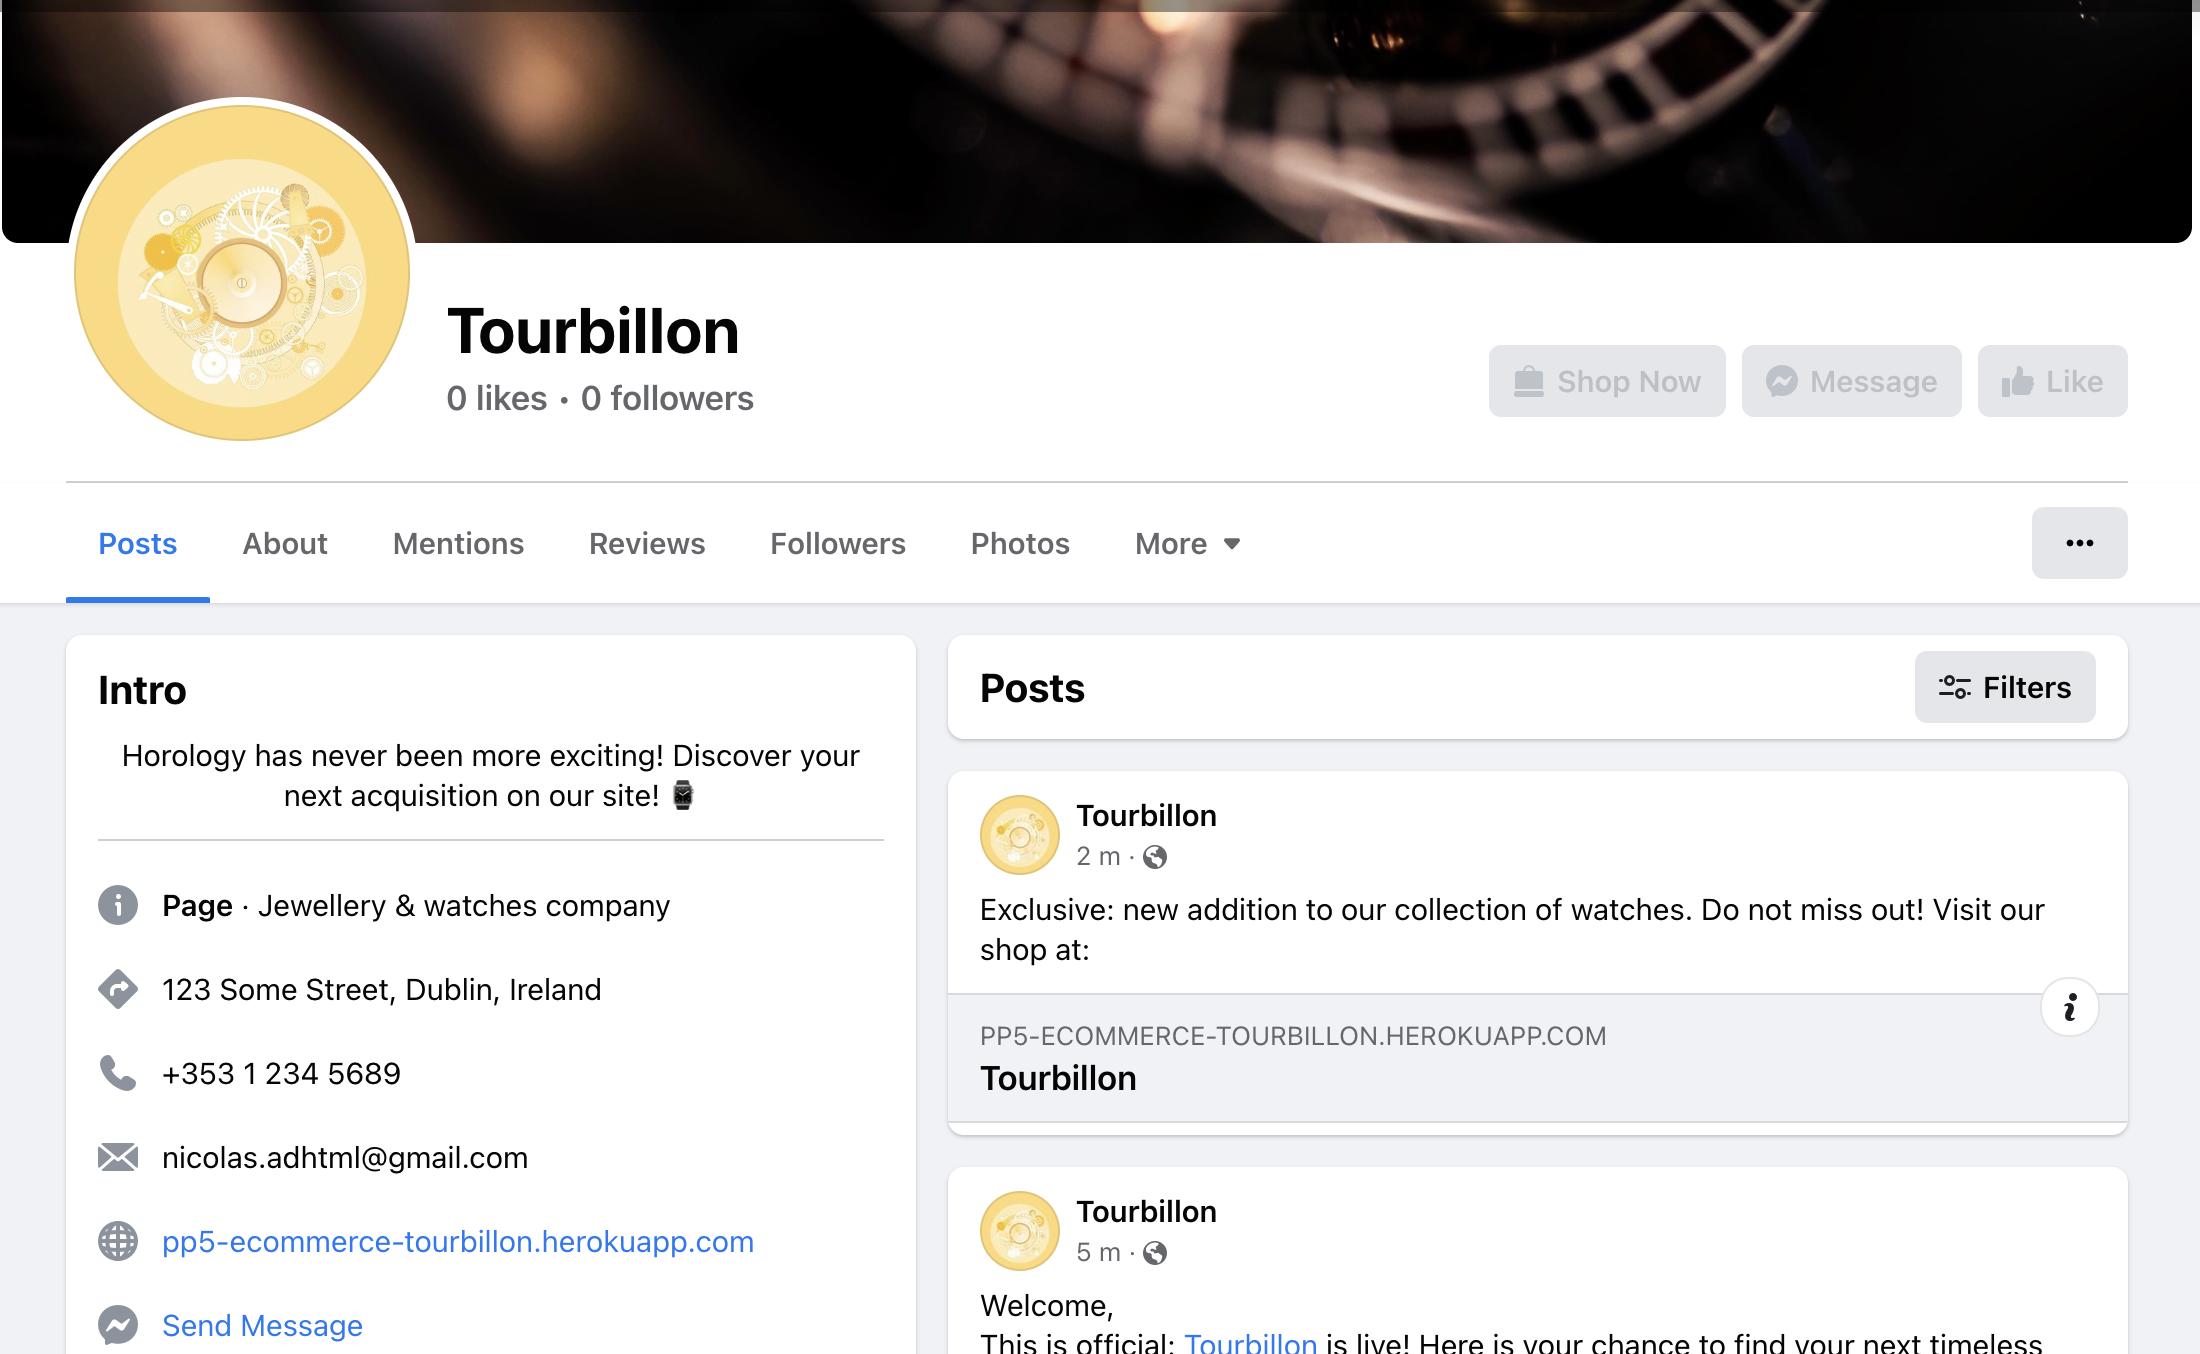 Tourbillon
0 likes • 0 followers
Shop Now
Message
Like
Posts
About
Mentions
Reviews
Followers
Photos
More
Intro
Horology has never been more exciting! Discover your
next acquisition on our site! ⌚
Page · Jewellery & watches company
123 Some Street, Dublin, Ireland
+353 1 234 5689
nicolas.adhtml@gmail.com
pp5-ecommerce-tourbillon.herokuapp.com
Send Message
Posts
Filters
Tourbillon
2 m ·
Exclusive: new addition to our collection of watches. Do not miss out! Visit our
shop at:
PP5-ECOMMERCE-TOURBILLON.HEROKUAPP.COM
Tourbillon
Tourbillon
5 m ·
Welcome,
This is official: Tourbillon is live! Here is your chance to find your next timeless